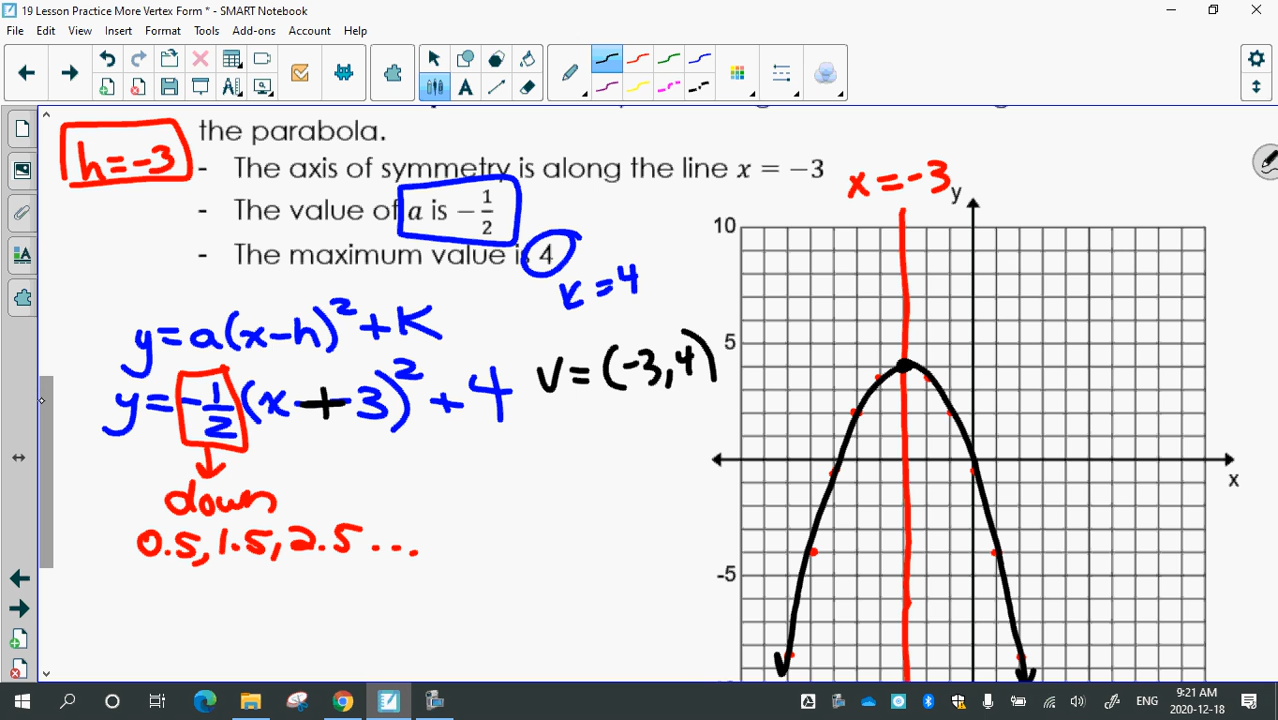 19 Lesson Practice More Vertex Form * - SMART Notebook
File Edit View Insert Format Tools Add-ons Account Help
the parabola.
h=-3
- The axis of symmetry is along the line x = −3
x=-3
y
- The value of a is −1/2
10
- The maximum value is 4
k=4
y=a(x-h)²+K
5
V=(-3,4)
y=-1/2(x+3)²+4
x
down
0.5, 1.5, 2.5 ...
-5
ENG
9:21 AM
2020-12-18